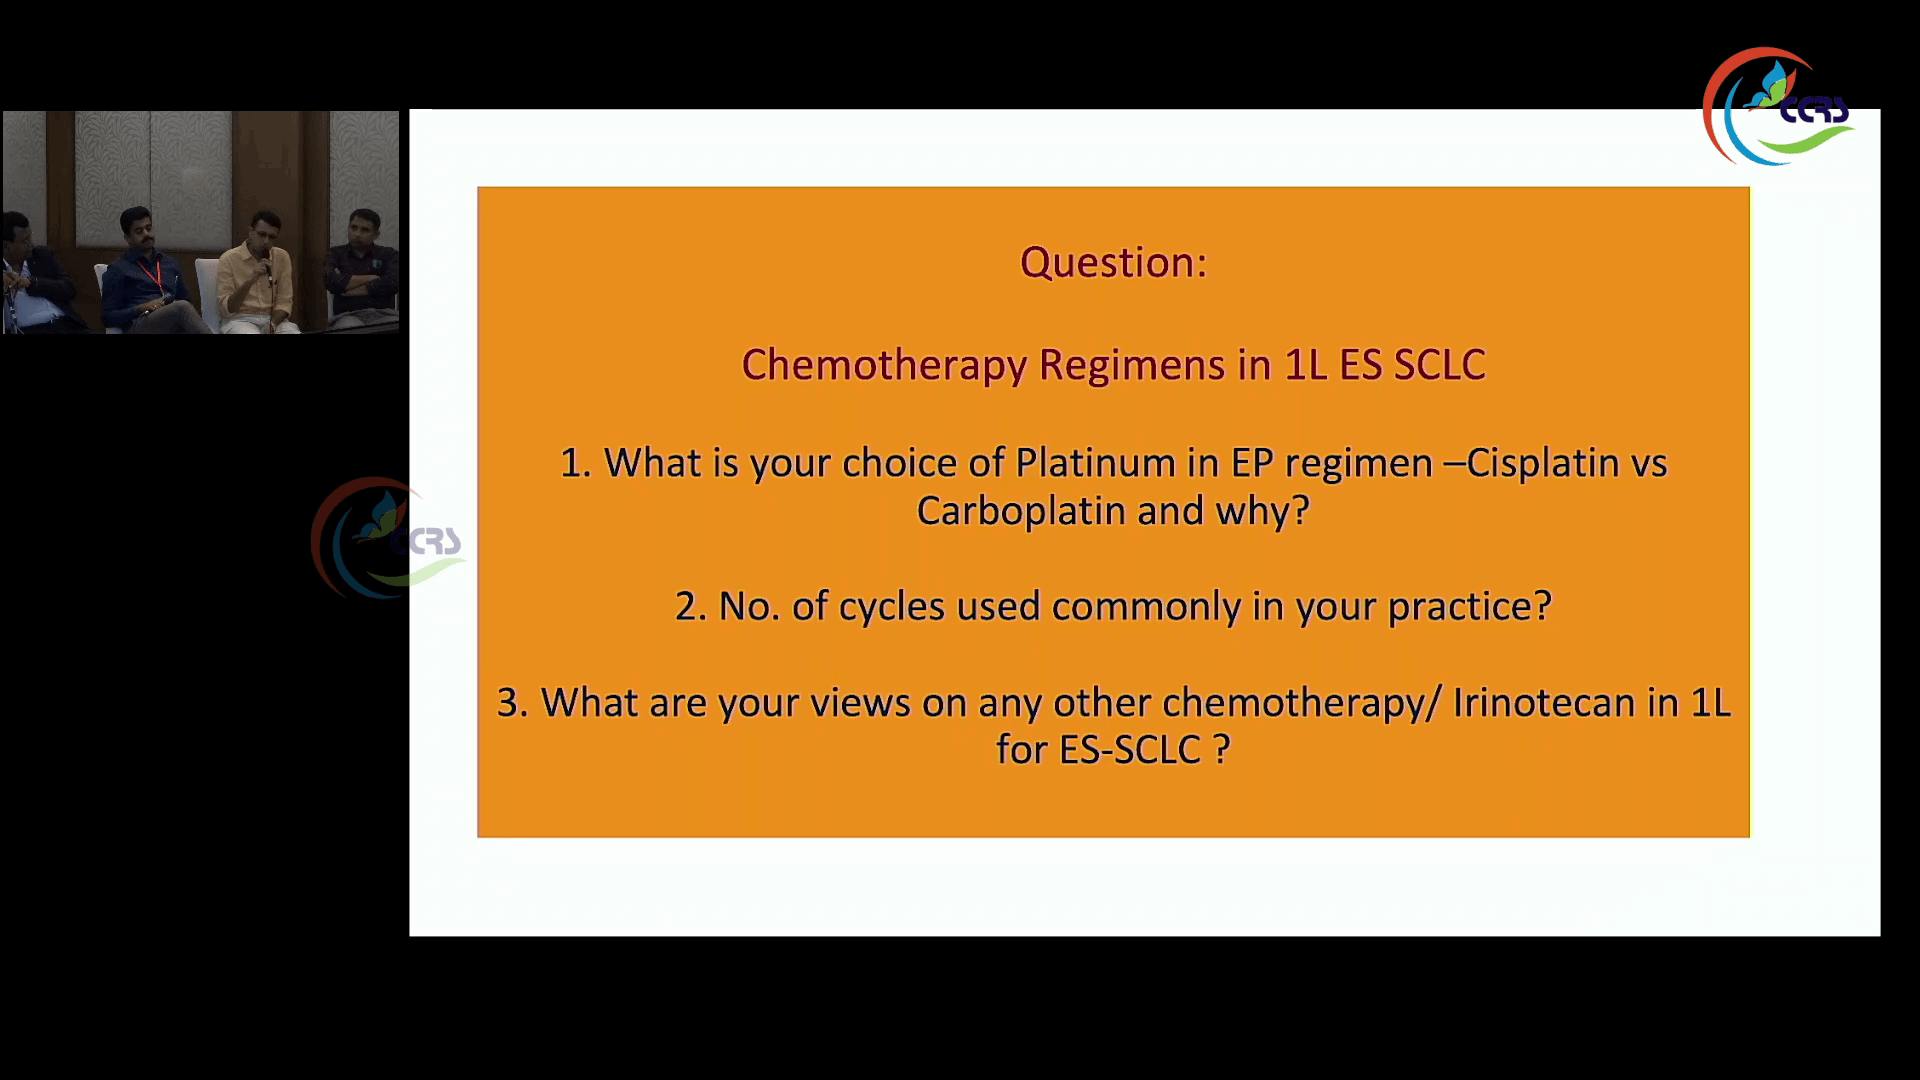 CCRS
Question:
Chemotherapy Regimens in 1L ES SCLC
1. What is your choice of Platinum in EP regimen –Cisplatin vs
Carboplatin and why?
CCRS
2. No. of cycles used commonly in your practice?
3. What are your views on any other chemotherapy/ Irinotecan in 1L
for ES-SCLC ?